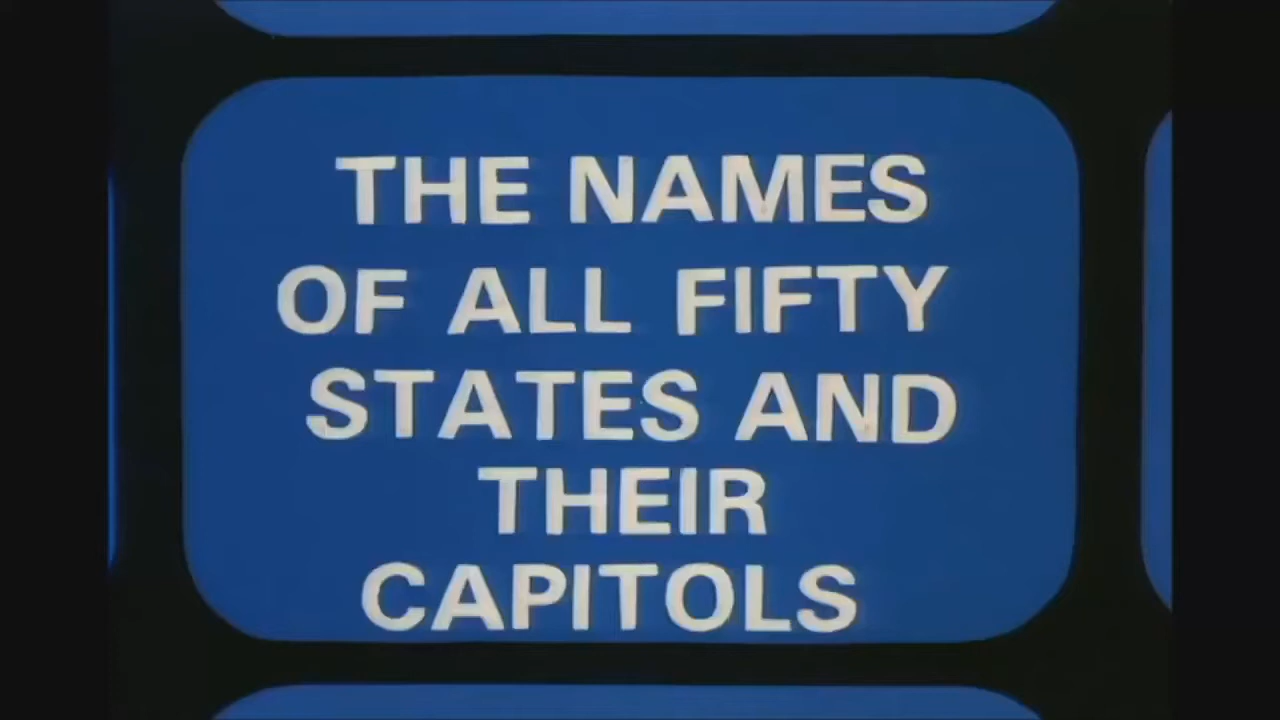 THE NAMES
OF ALL FIFTY
STATES AND
THEIR
CAPITOLS